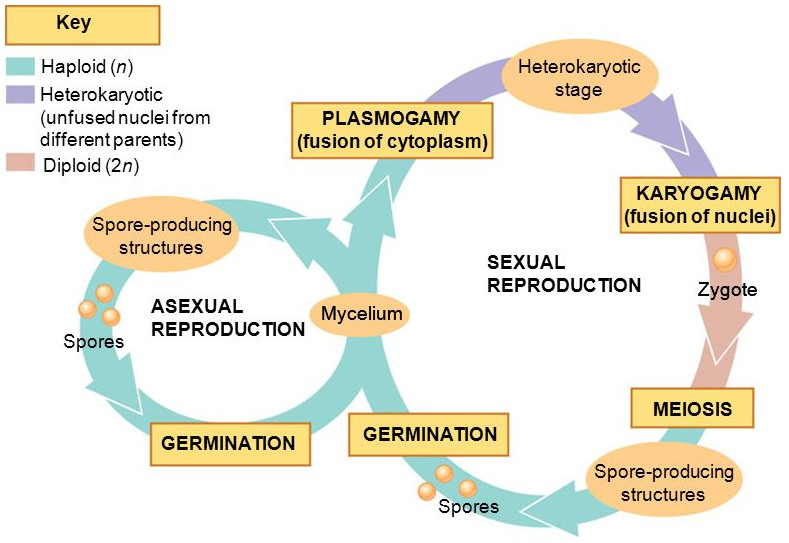 Key
Haploid (n)
Heterokaryotic
(unfused nuclei from
different parents)
Diploid (2n)
PLASMOGAMY
(fusion of cytoplasm)
Heterokaryotic
stage
KARYOGAMY
(fusion of nuclei)
Zygote
SEXUAL
REPRODUCTION
Spore-producing
structures
ASEXUAL
REPRODUCTION
Mycelium
Spores
GERMINATION
GERMINATION
MEIOSIS
Spore-producing
structures
Spores